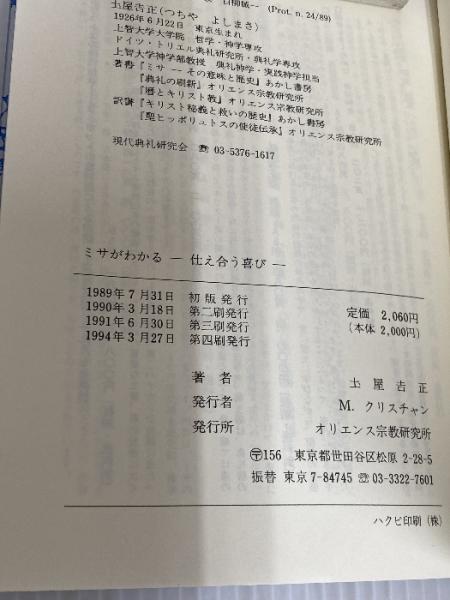 白柳誠一 (Prot. n. 24/89)
土屋吉正(つちや よしまさ)
1926年6月22日 東京生まれ
上智大学大学院 哲学・神学専攻
ドイツ・トリエル典礼研究所・典礼学専攻
上智大学神学部教授 典礼神学・実践神学担当
著書『ミサ ― その意味と歴史』あかし書房
『典礼の刷新』オリエンス宗教研究所
『暦とキリスト教』オリエンス宗教研究所
訳書『キリスト秘義と救いの歴史』あかし書房
『聖ヒッポリュトスの使徒伝承』オリエンス宗教研究所
現代典礼研究会 ☎ 03-5376-1617
ミサがわかる ― 仕え合う喜び ―
1989年7月31日 初版発行
1990年3月18日 第二刷発行
1991年6月30日 第三刷発行
1994年3月27日 第四刷発行
定価 2,060円
(本体 2,000円)
著者 土屋吉正
発行者 M. クリスチャン
発行所 オリエンス宗教研究所
〒156 東京都世田谷区松原 2-28-5
振替 東京7-84745 ☎ 03-3322-7601
ハクビ印刷(株)